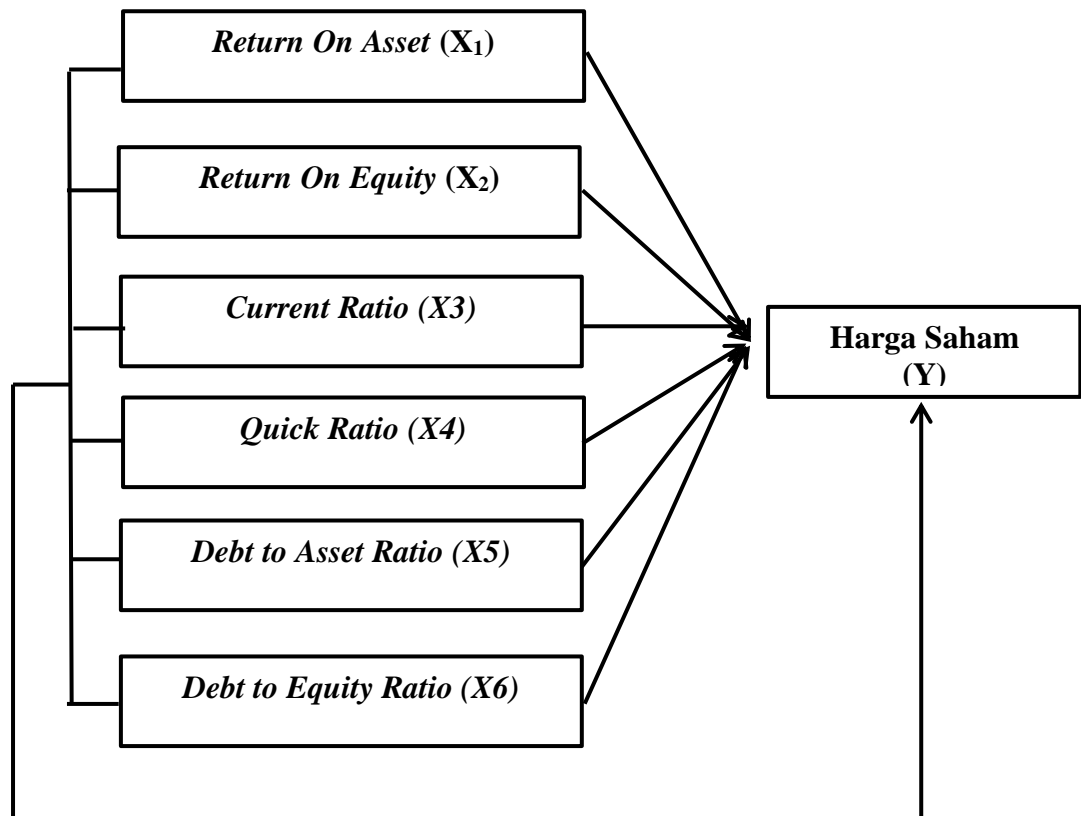 Return On Asset (X₁)
Return On Equity (X₂)
Current Ratio (X3)
Harga Saham
(Y)
Quick Ratio (X4)
Debt to Asset Ratio (X5)
Debt to Equity Ratio (X6)